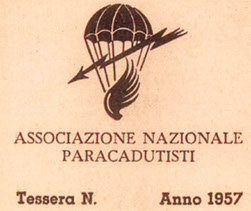 ASSOCIAZIONE NAZIONALE
PARACADUTISTI
Tessera N. Anno 1957